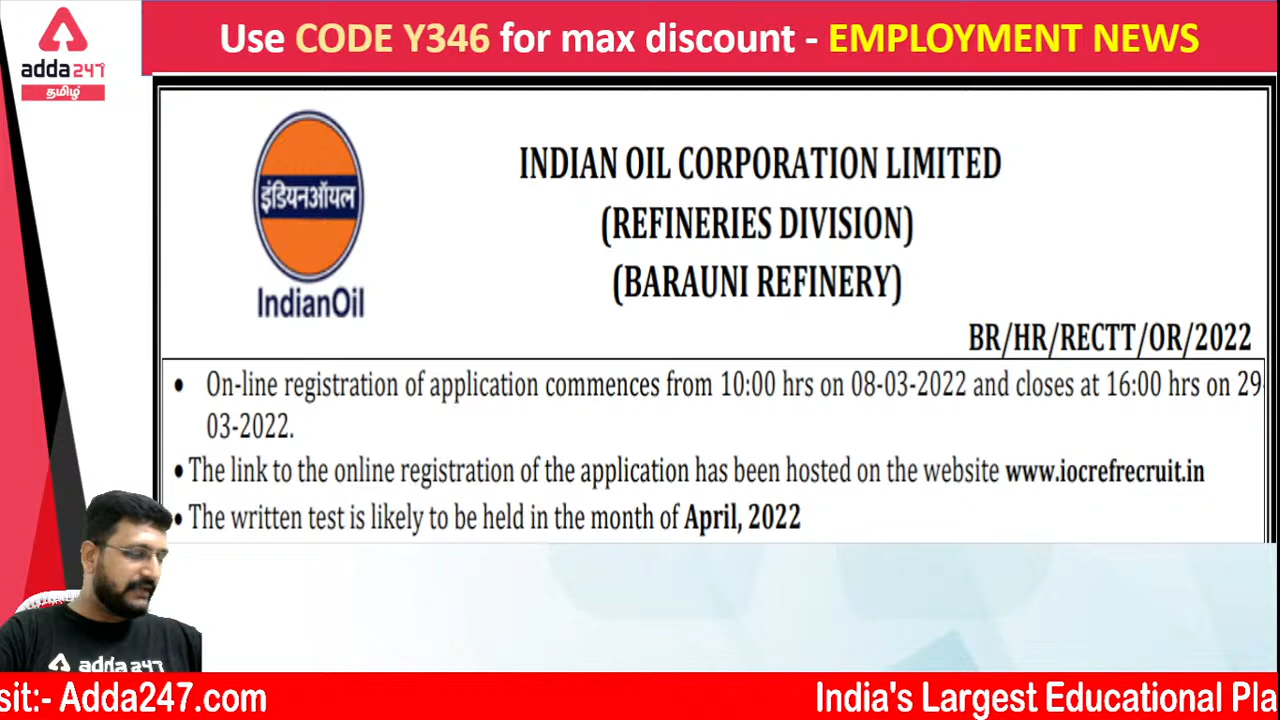 Use CODE Y346 for max discount - EMPLOYMENT NEWS
adda247
தமிழ்
इंडियनऑयल
IndianOil
INDIAN OIL CORPORATION LIMITED
(REFINERIES DIVISION)
(BARAUNI REFINERY)
BR/HR/RECTT/OR/2022
• On-line registration of application commences from 10:00 hrs on 08-03-2022 and closes at 16:00 hrs on 29-
03-2022.
• The link to the online registration of the application has been hosted on the website www.iocrefrecruit.in
• The written test is likely to be held in the month of April, 2022
adda247
sit:- Adda247.com
India's Largest Educational Pla